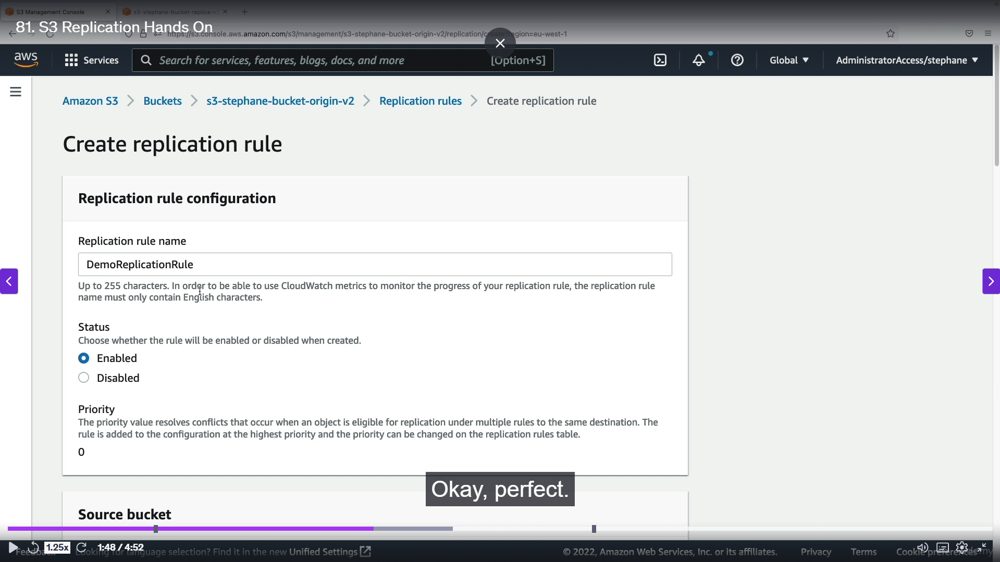 S3 Management Console
s3-stephane-bucket-replica-v2
81. S3 Replication Hands On
https://s3.console.aws.amazon.com/s3/management/s3-stephane-bucket-origin-v2/replication/create?region=eu-west-1
aws
Services
Search for services, features, blogs, docs, and more
[Option+S]
Global
AdministratorAccess/stephane
Amazon S3
Buckets
s3-stephane-bucket-origin-v2
Replication rules
Create replication rule
Create replication rule
Replication rule configuration
Replication rule name
DemoReplicationRule
Up to 255 characters. In order to be able to use CloudWatch metrics to monitor the progress of your replication rule, the replication rule
name must only contain English characters.
Status
Choose whether the rule will be enabled or disabled when created.
Enabled
Disabled
Priority
The priority value resolves conflicts that occur when an object is eligible for replication under multiple rules to the same destination. The
rule is added to the configuration at the highest priority and the priority can be changed on the replication rules table.
0
Okay, perfect.
Source bucket
1.25x
1:48 / 4:52
Feedback
Looking for language selection? Find it in the new Unified Settings
© 2022, Amazon Web Services, Inc. or its affiliates.
Privacy
Terms
Cookie preferences